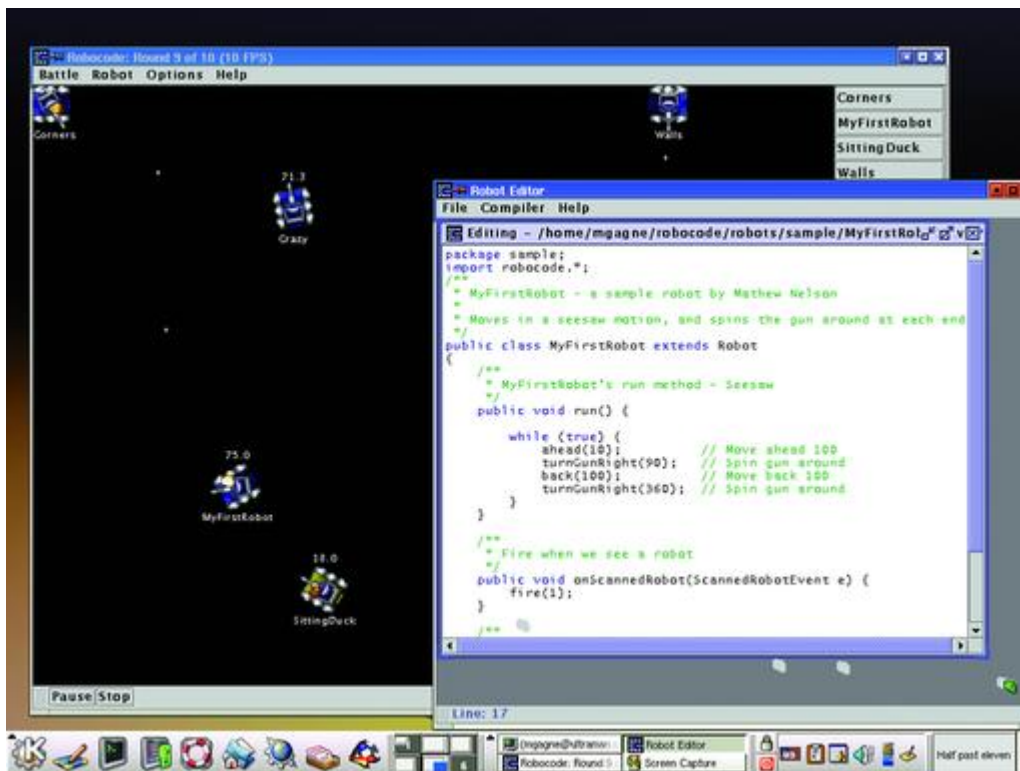 Robocode: Round 9 of 10 (10 FPS)
Battle Robot Options Help
Corners
Walls
Corners
MyFirstRobot
SittingDuck
Walls
71.3
Crazy
75.0
MyFirstRobot
18.0
SittingDuck
Pause Stop
Robot Editor
File Compiler Help
Editing - /home/mgagne/robocode/robots/sample/MyFirstRo
package sample;
import robocode.*;
/**
* MyFirstRobot - a sample robot by Mathew Nelson
*
* Moves in a seesaw motion, and spins the gun around at each end
*/
public class MyFirstRobot extends Robot
{
/**
* MyFirstRobot's run method - Seesaw
*/
public void run() {
while (true) {
ahead(10); // Move ahead 100
turnGunRight(90); // Spin gun around
back(100); // Move back 100
turnGunRight(360); // Spin gun around
}
}
/**
* Fire when we see a robot
*/
public void onScannedRobot(ScannedRobotEvent e) {
fire(1);
}
/**
Line: 17
Robot Editor
Robocode: Round 9
Screen Capture
Half past eleven